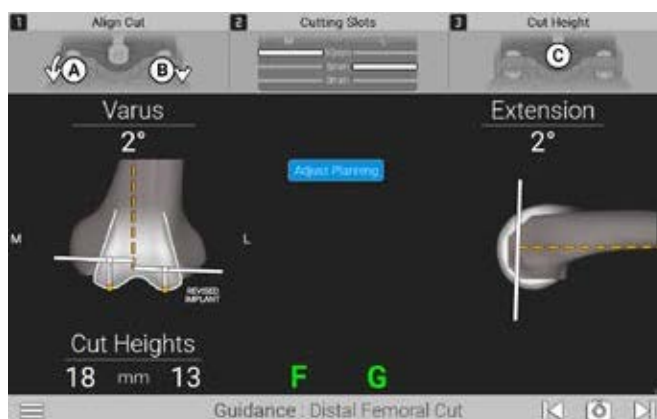 1 Align Cut
2 Cutting Slots
3 Cut Height
A
B
M L
C
Varus
2°
Extension
2°
Adjust Planning
M
L
REVISED
IMPLANT
Cut Heights
18 mm 13
F G
Guidance : Distal Femoral Cut